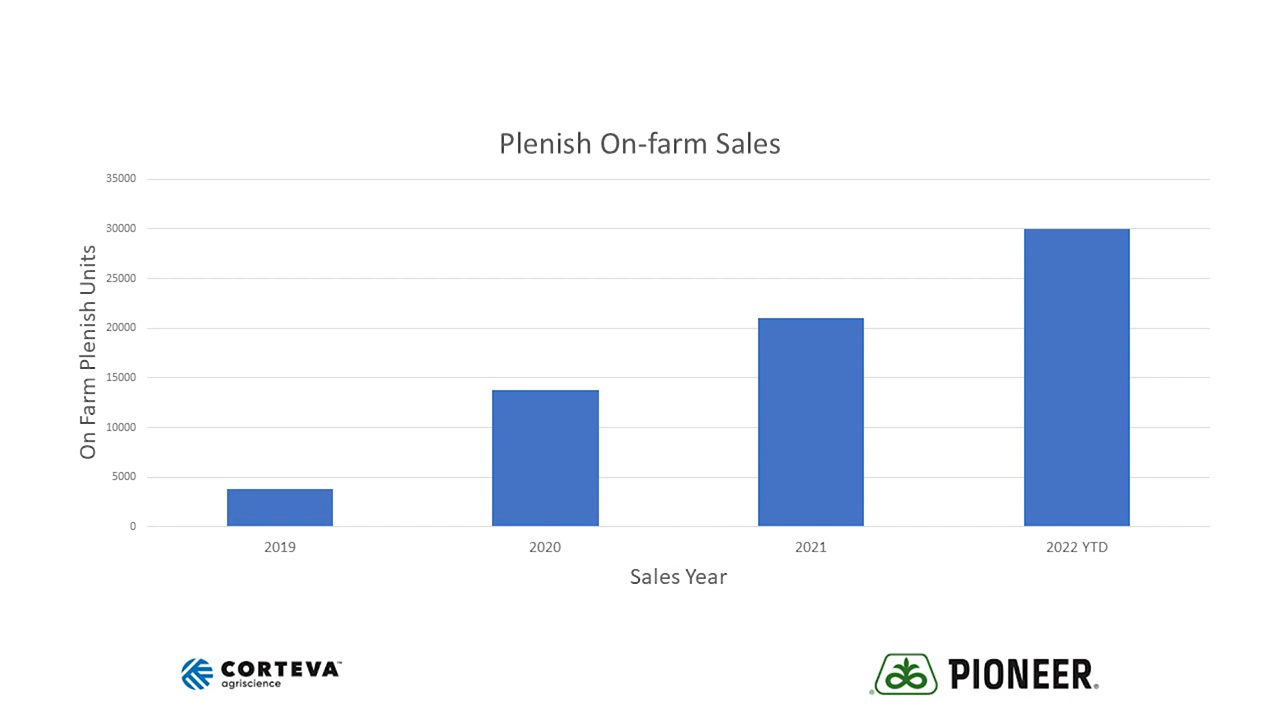 Plenish On-farm Sales
On Farm Plenish Units
35000
30000
25000
20000
15000
10000
5000
0
2019 2020 2021 2022 YTD
Sales Year
CORTEVA™
agriscience
PIONEER®